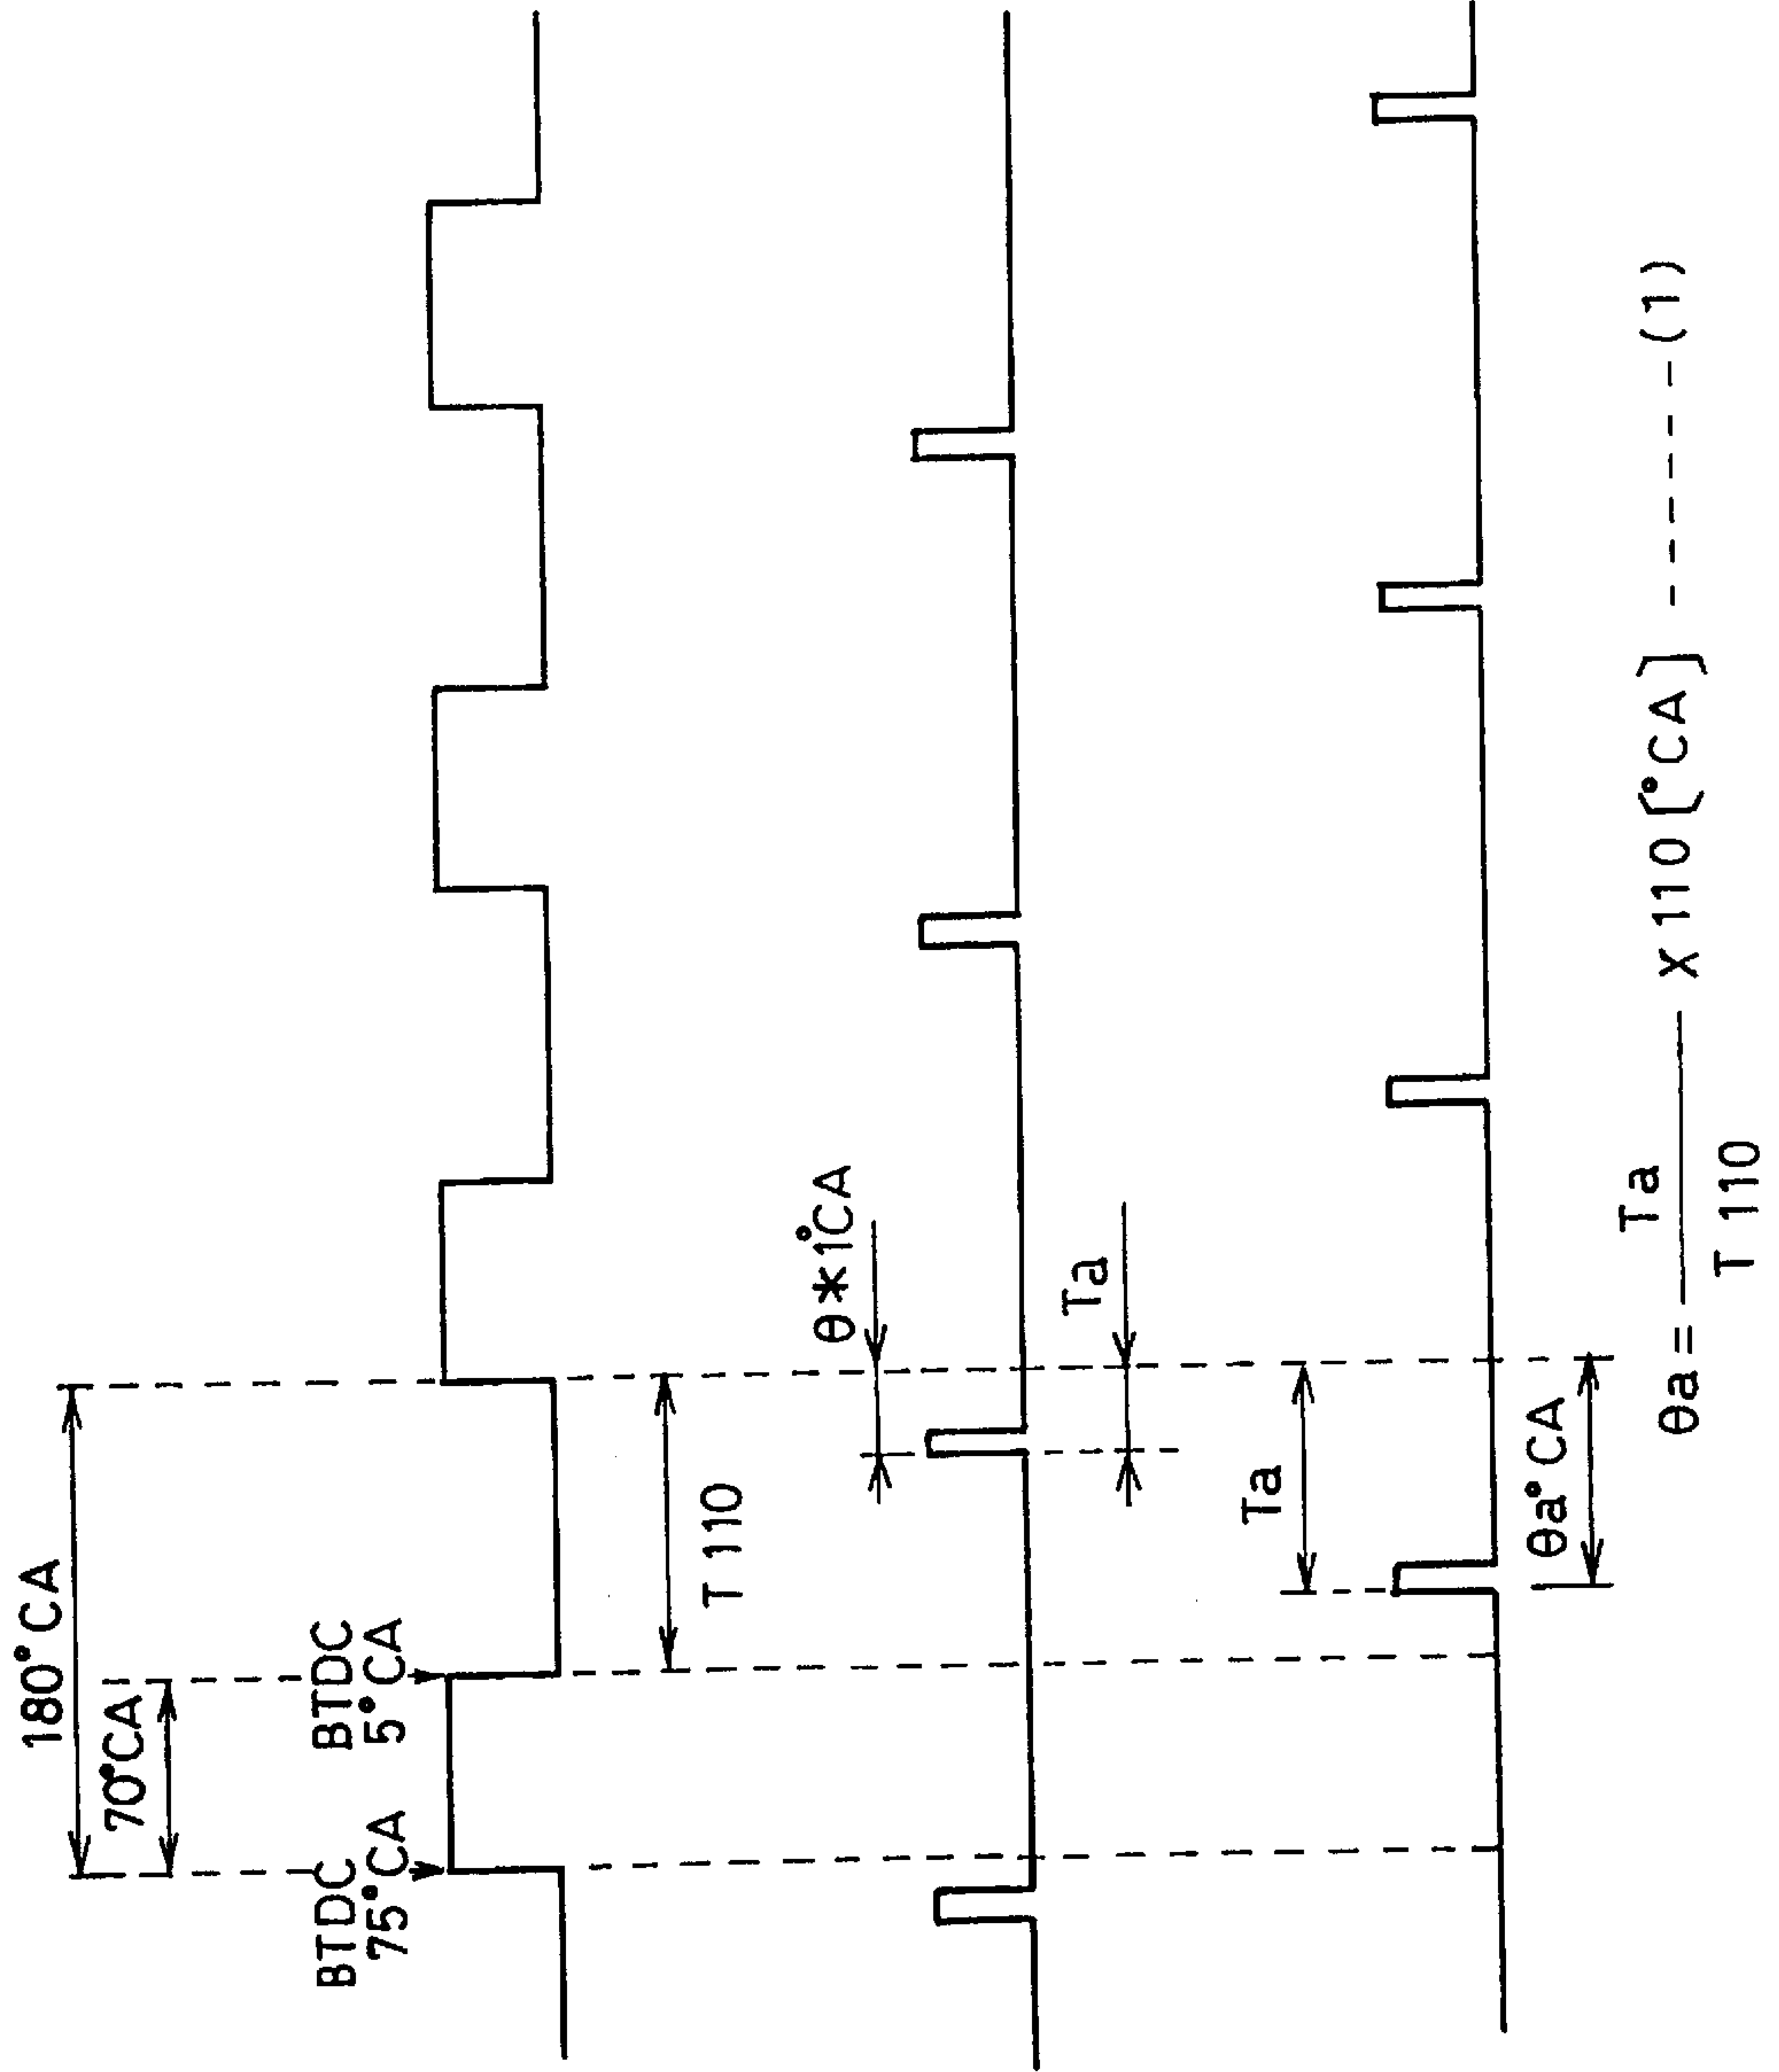 180°CA
70°CA
BTDC
75°CA
BTDC
5°CA
T 110
θ*1°CA
Ta
Ta
θa°CA
θa = Ta / T 110 X 110 [°CA] ------ (1)